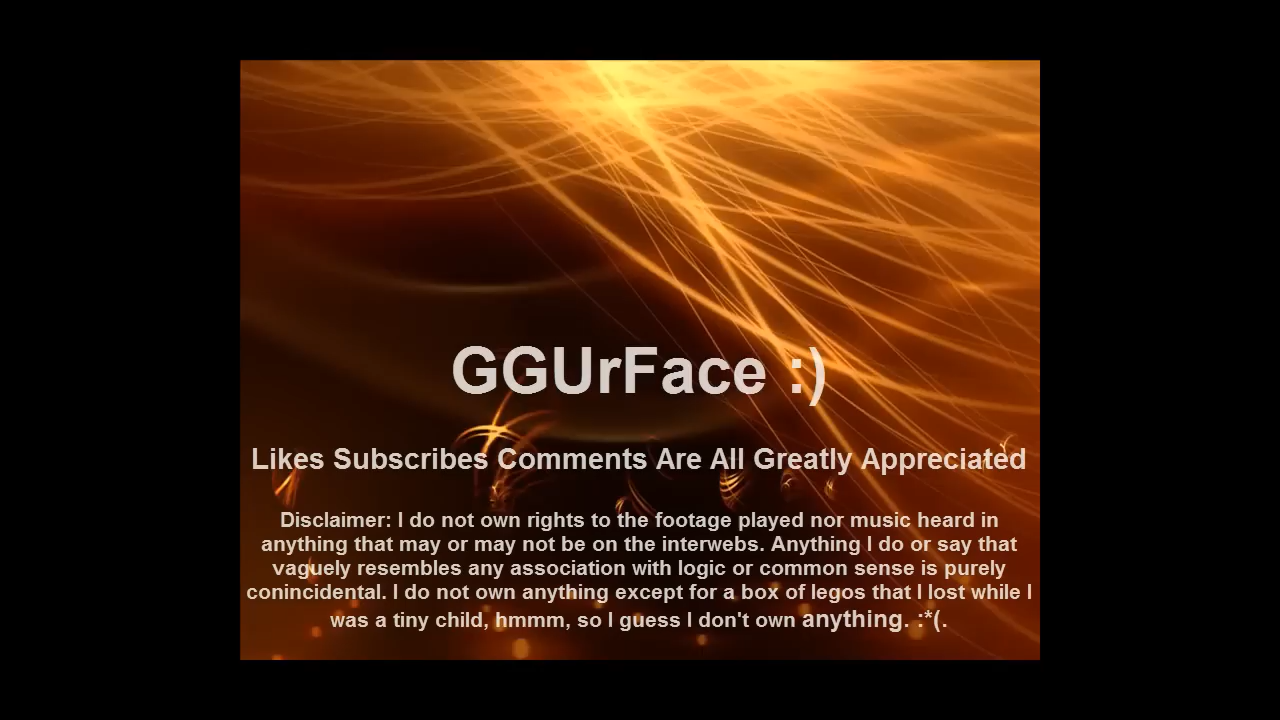 GGUrFace :)
Likes Subscribes Comments Are All Greatly Appreciated
Disclaimer: I do not own rights to the footage played nor music heard in
anything that may or may not be on the interwebs. Anything I do or say that
vaguely resembles any association with logic or common sense is purely
conincidental. I do not own anything except for a box of legos that I lost while I
was a tiny child, hmmm, so I guess I don't own anything. :*(.